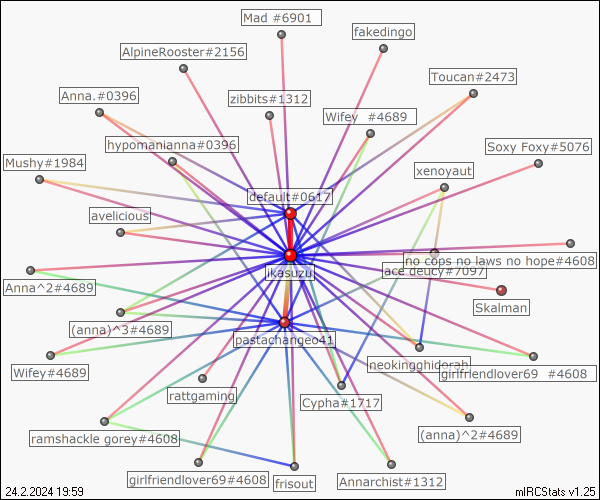 Mad #6901
fakedingo
AlpineRooster#2156
Toucan#2473
Anna.#0396
zibbits#1312
Wifey  #4689
hypomanianna#0396
Soxy Foxy#5076
Mushy#1984
xenoyaut
default#0617
avelicious
no cops no laws no hope#4608
ace deucy#7097
ikasuzu
Anna^2#4689
Skalman
(anna)^3#4689
pastachangeo41
neokingghidorah
girlfriendlover69  #4608
Wifey#4689
rattgaming
Cypha#1717
(anna)^2#4689
ramshackle gorey#4608
girlfriendlover69#4608
frisout
Annarchist#1312
24.2.2024 19:59
mIRCStats v1.25